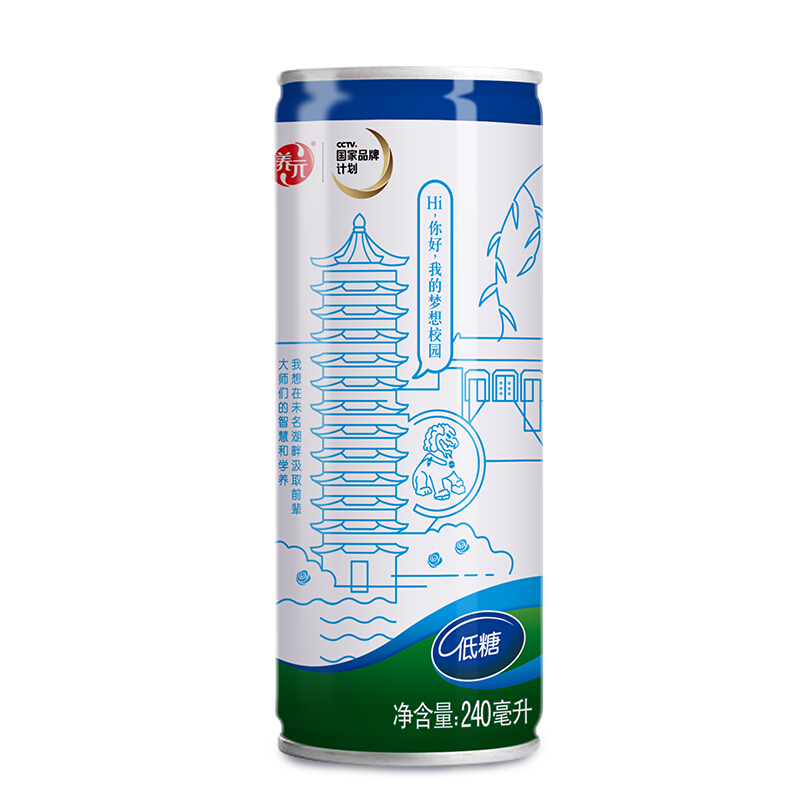 养元
®
CCTV.
国家品牌
计划
Hi，你好，我的梦想校园
我想在未名湖畔汲取前辈
大师们的智慧和学养
低糖
净含量:240毫升